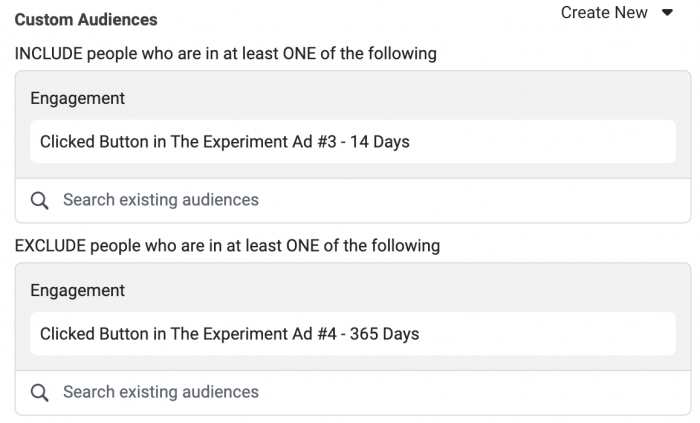 Custom Audiences
Create New
INCLUDE people who are in at least ONE of the following
Engagement
Clicked Button in The Experiment Ad #3 - 14 Days
Search existing audiences
EXCLUDE people who are in at least ONE of the following
Engagement
Clicked Button in The Experiment Ad #4 - 365 Days
Search existing audiences